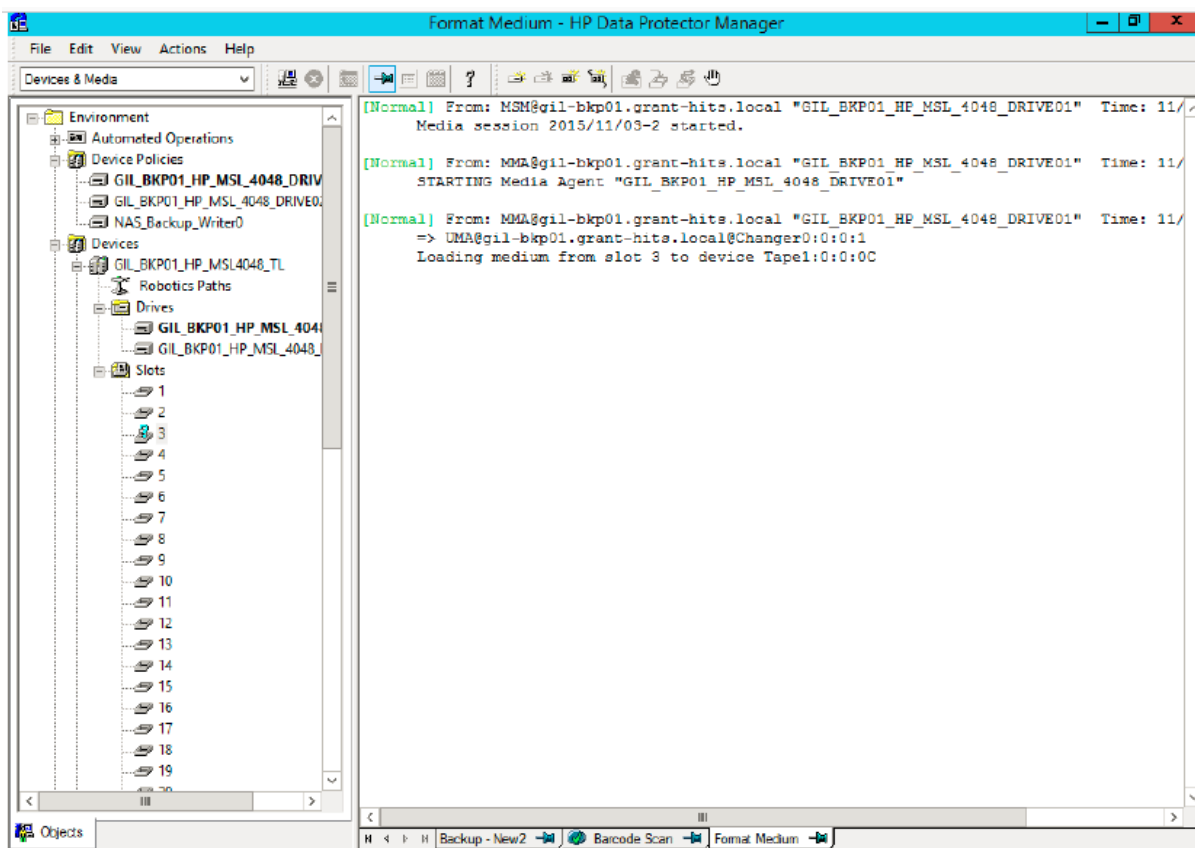 Format Medium - HP Data Protector Manager
File Edit View Actions Help
Devices & Media
Environment
Automated Operations
Device Policies
GIL_BKP01_HP_MSL_4048_DRIV
GIL_BKP01_HP_MSL_4048_DRIVE0
NAS_Backup_Writer0
Devices
GIL_BKP01_HP_MSL4048_TL
Robotics Paths
Drives
GIL_BKP01_HP_MSL_404
GIL_BKP01_HP_MSL_4048_
Slots
1
2
3
4
5
6
7
8
9
10
11
12
13
14
15
16
17
18
19
20
Objects
[Normal] From: MSM@gil-bkp01.grant-hits.local "GIL_BKP01_HP_MSL_4048_DRIVE01" Time: 11/
Media session 2015/11/03-2 started.
[Normal] From: MMA@gil-bkp01.grant-hits.local "GIL_BKP01_HP_MSL_4048_DRIVE01" Time: 11/
STARTING Media Agent "GIL_BKP01_HP_MSL_4048_DRIVE01"
[Normal] From: MMA@gil-bkp01.grant-hits.local "GIL_BKP01_HP_MSL_4048_DRIVE01" Time: 11/
=> UMA@gil-bkp01.grant-hits.local@Changer0:0:0:1
Loading medium from slot 3 to device Tape1:0:0:0C
Backup - New2 Barcode Scan Format Medium